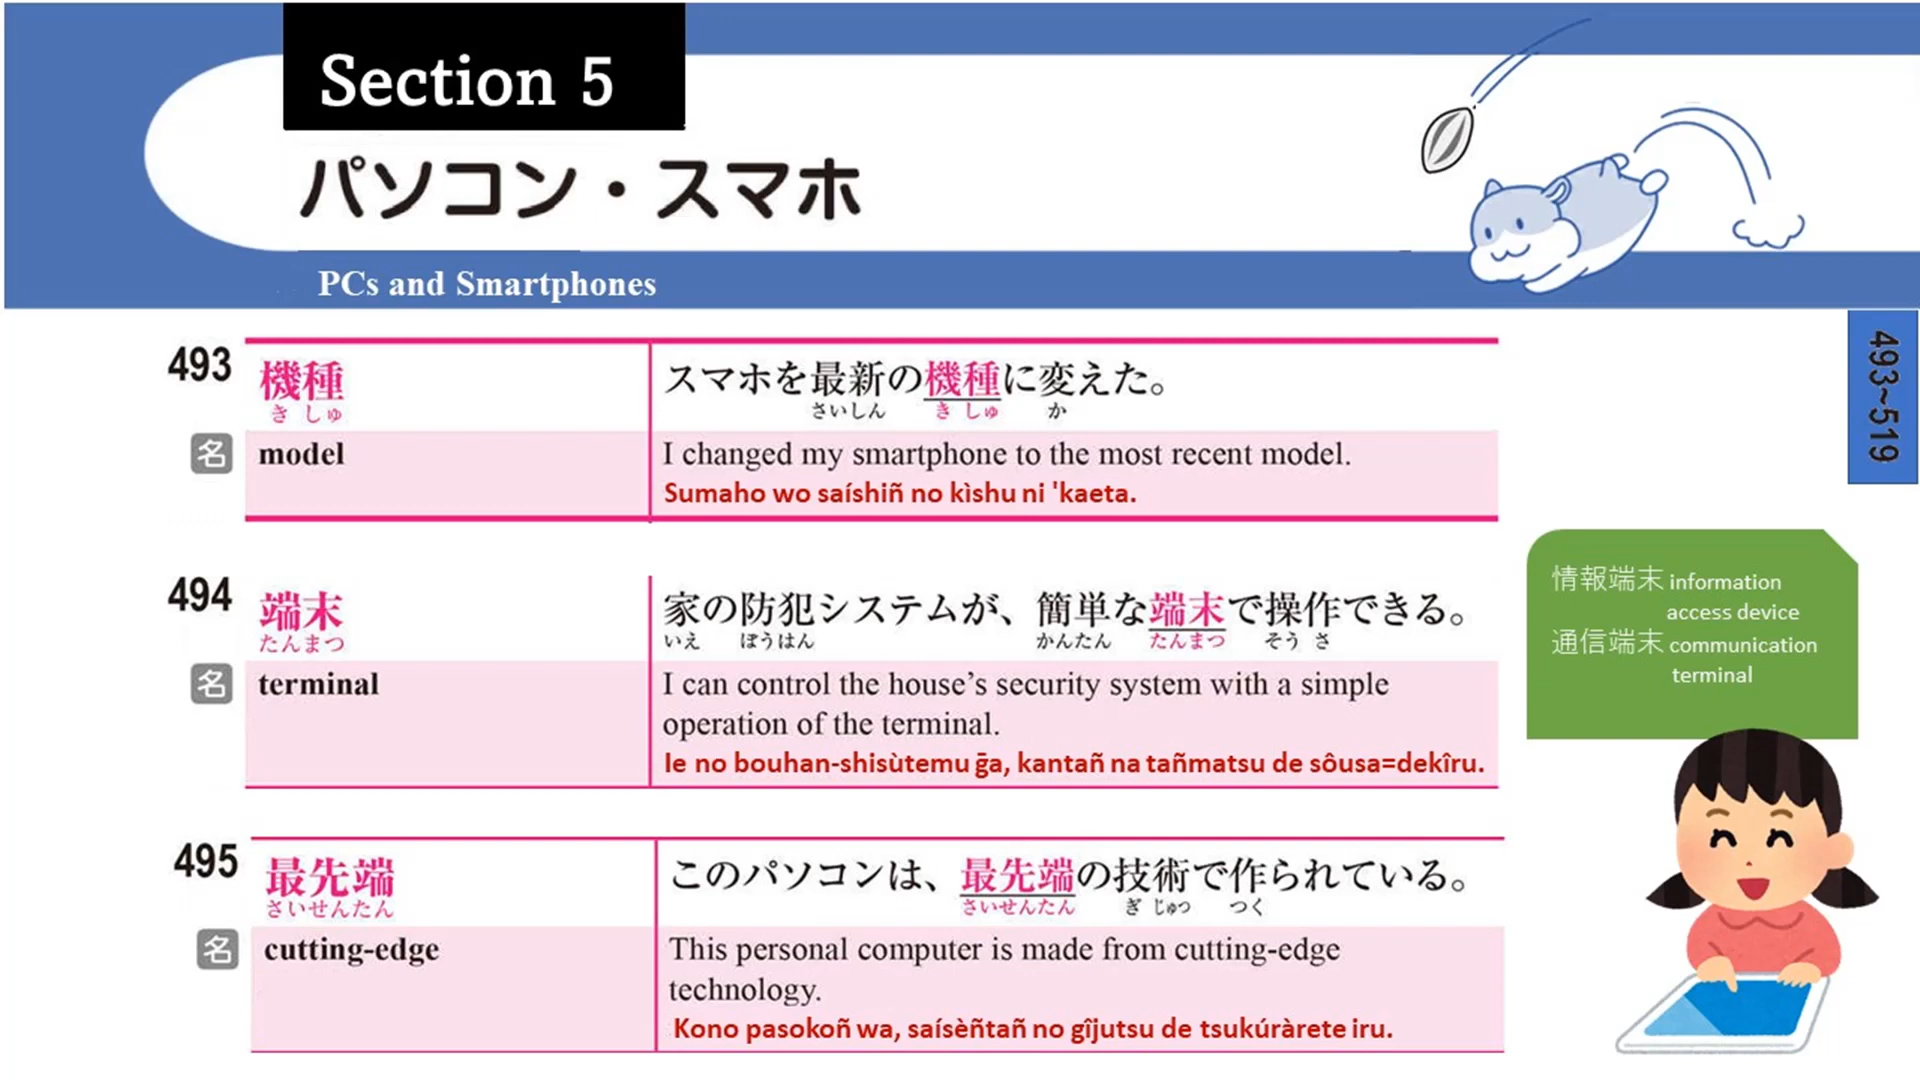 Section 5
パソコン・スマホ
PCs and Smartphones
493~519
493
機種
き しゅ
スマホを最新の機種に変えた。
さいしん き しゅ か
名
model
I changed my smartphone to the most recent model.
Sumaho wo saíshiñ no kìshu ni 'kaeta.
494
端末
たんまつ
家の防犯システムが、簡単な端末で操作できる。
いえ ぼうはん かんたん たんまつ そう さ
名
terminal
I can control the house's security system with a simple
operation of the terminal.
Ie no bouhan-shisùtemu ḡa, kantañ na tañmatsu de sôusa=dekîru.
情報端末 information
access device
通信端末 communication
terminal
495
最先端
さいせんたん
このパソコンは、最先端の技術で作られている。
さいせんたん ぎ じゅつ つく
名
cutting-edge
This personal computer is made from cutting-edge
technology.
Kono pasokoñ wa, saísèñtañ no gîjutsu de tsukúràrete iru.